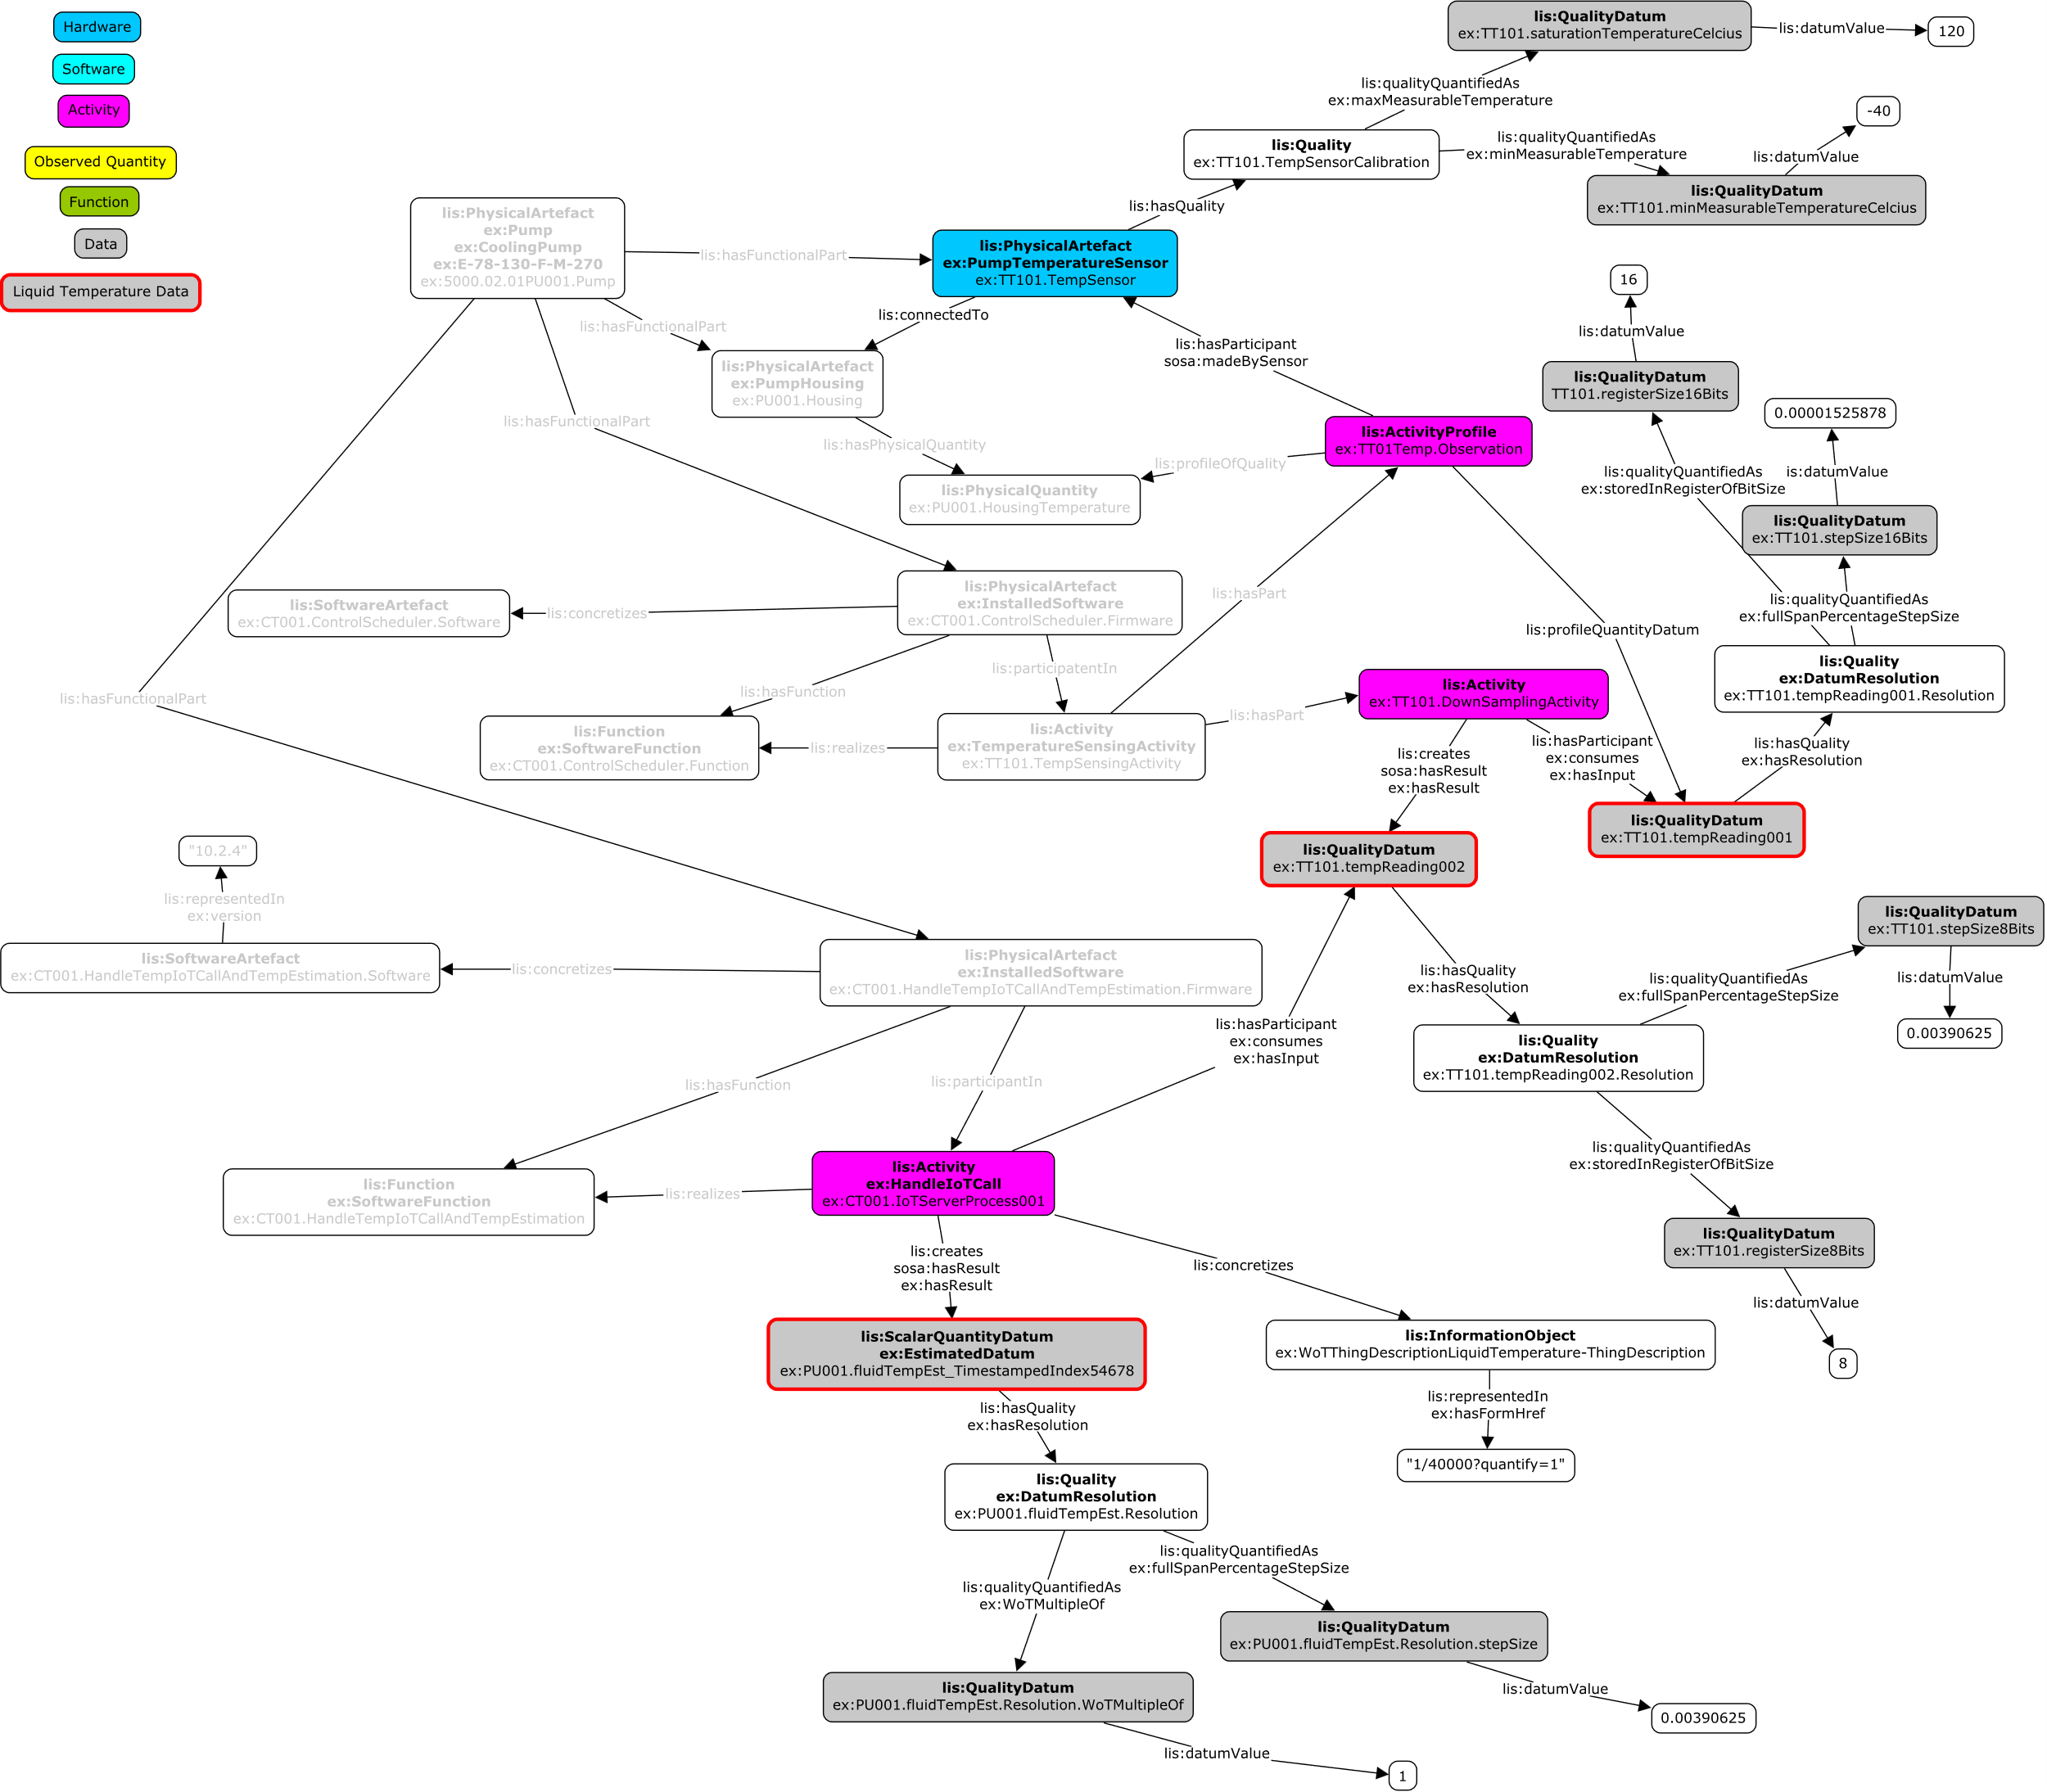 Hardware
Software
Activity
Observed Quantity
Function
Data
Liquid Temperature Data
lis:QualityDatum
ex:TT101.saturationTemperatureCelcius
lis:datumValue
120
lis:qualityQuantifiedAs
ex:maxMeasurableTemperature
-40
lis:Quality
ex:TT101.TempSensorCalibration
lis:qualityQuantifiedAs
ex:minMeasurableTemperature
lis:datumValue
lis:QualityDatum
ex:TT101.minMeasurableTemperatureCelcius
lis:hasQuality
lis:PhysicalArtefact
ex:Pump
ex:CoolingPump
ex:E-78-130-F-M-270
ex:5000.02.01PU001.Pump
lis:hasFunctionalPart
lis:PhysicalArtefact
ex:PumpTemperatureSensor
ex:TT101.TempSensor
16
lis:hasFunctionalPart
lis:connectedTo
lis:hasParticipant
sosa:madeBySensor
lis:datumValue
lis:PhysicalArtefact
ex:PumpHousing
ex:PU001.Housing
lis:QualityDatum
TT101.registerSize16Bits
0.00001525878
lis:hasFunctionalPart
lis:hasPhysicalQuantity
lis:ActivityProfile
ex:TT01Temp.Observation
lis:profileOfQuality
lis:qualityQuantifiedAs
ex:storedInRegisterOfBitSize
is:datumValue
lis:PhysicalQuantity
ex:PU001.HousingTemperature
lis:QualityDatum
ex:TT101.stepSize16Bits
lis:PhysicalArtefact
ex:InstalledSoftware
ex:CT001.ControlScheduler.Firmware
lis:hasPart
lis:SoftwareArtefact
ex:CT001.ControlScheduler.Software
lis:concretizes
lis:qualityQuantifiedAs
ex:fullSpanPercentageStepSize
lis:profileQuantityDatum
lis:participatentIn
lis:Quality
ex:DatumResolution
ex:TT101.tempReading001.Resolution
lis:hasFunctionalPart
lis:hasFunction
lis:Activity
ex:TT101.DownSamplingActivity
lis:hasPart
lis:Function
ex:SoftwareFunction
ex:CT001.ControlScheduler.Function
lis:realizes
lis:Activity
ex:TemperatureSensingActivity
ex:TT101.TempSensingActivity
lis:creates
sosa:hasResult
ex:hasResult
lis:hasParticipant
ex:consumes
ex:hasInput
lis:hasQuality
ex:hasResolution
lis:QualityDatum
ex:TT101.tempReading001
"10.2.4"
lis:QualityDatum
ex:TT101.tempReading002
lis:representedIn
ex:version
lis:QualityDatum
ex:TT101.stepSize8Bits
lis:SoftwareArtefact
ex:CT001.HandleTempIoTCallAndTempEstimation.Software
lis:concretizes
lis:PhysicalArtefact
ex:InstalledSoftware
ex:CT001.HandleTempIoTCallAndTempEstimation.Firmware
lis:hasQuality
ex:hasResolution
lis:qualityQuantifiedAs
ex:fullSpanPercentageStepSize
lis:datumValue
0.00390625
lis:hasParticipant
ex:consumes
ex:hasInput
lis:Quality
ex:DatumResolution
ex:TT101.tempReading002.Resolution
lis:hasFunction
lis:participantIn
lis:qualityQuantifiedAs
ex:storedInRegisterOfBitSize
lis:Function
ex:SoftwareFunction
ex:CT001.HandleTempIoTCallAndTempEstimation
lis:realizes
lis:Activity
ex:HandleIoTCall
ex:CT001.IoTServerProcess001
lis:QualityDatum
ex:TT101.registerSize8Bits
lis:creates
sosa:hasResult
ex:hasResult
lis:concretizes
lis:datumValue
lis:ScalarQuantityDatum
ex:EstimatedDatum
ex:PU001.fluidTempEst_TimestampedIndex54678
lis:InformationObject
ex:WoTThingDescriptionLiquidTemperature-ThingDescription
8
lis:hasQuality
ex:hasResolution
lis:representedIn
ex:hasFormHref
"1/40000?quantify=1"
lis:Quality
ex:DatumResolution
ex:PU001.fluidTempEst.Resolution
lis:qualityQuantifiedAs
ex:fullSpanPercentageStepSize
lis:qualityQuantifiedAs
ex:WoTMultipleOf
lis:QualityDatum
ex:PU001.fluidTempEst.Resolution.stepSize
lis:QualityDatum
ex:PU001.fluidTempEst.Resolution.WoTMultipleOf
lis:datumValue
0.00390625
lis:datumValue
1